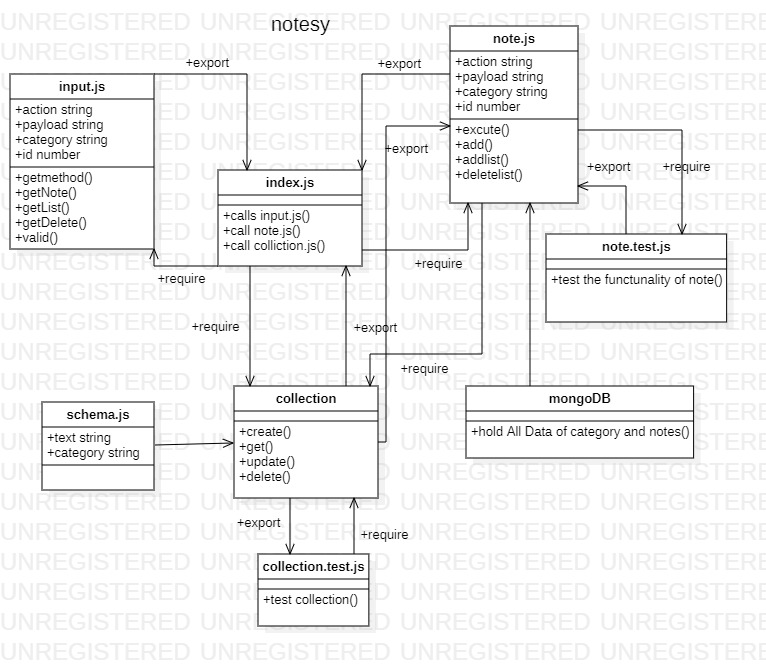 notesy
note.js
+action string
+payload string
+category string
+id number
+excute()
+add()
+addlist()
+deletelist()
+export
+export
input.js
+action string
+payload string
+category string
+id number
+getmethod()
+getNote()
+getList()
+getDelete()
+valid()
+export
+export
+require
index.js
+calls input.js()
+call note.js()
+call colliction.js()
note.test.js
+test the functunality of note()
+require
+require
+require
+export
+require
collection
+create()
+get()
+update()
+delete()
mongoDB
+hold All Data of category and notes()
schema.js
+text string
+category string
+export
+require
collection.test.js
+test collection()
UNREGISTERED